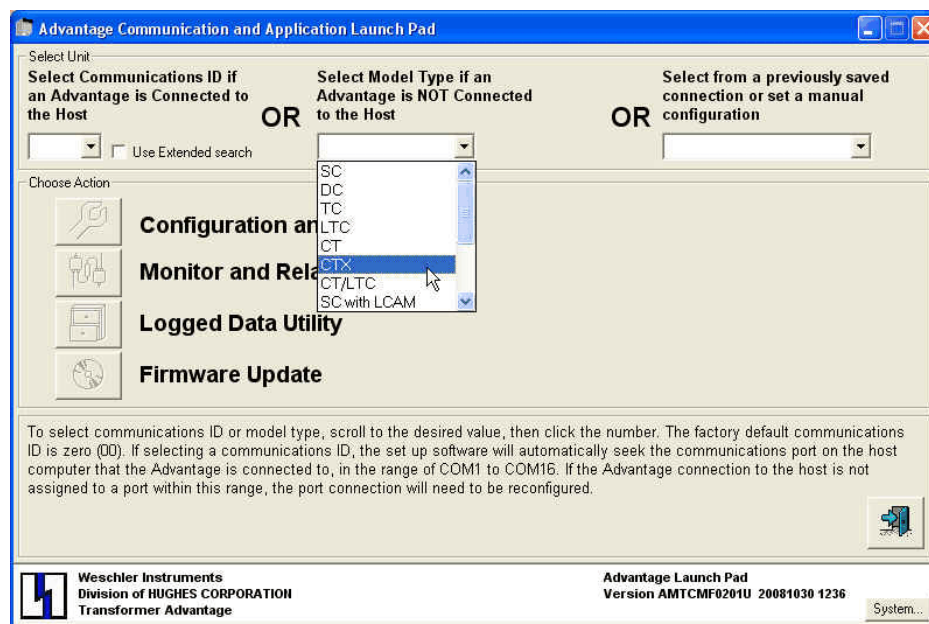 Advantage Communication and Application Launch Pad
Select Unit
Select Communications ID if
an Advantage is Connected to
the Host
OR
Select Model Type if an
Advantage is NOT Connected
to the Host
OR
Select from a previously saved
connection or set a manual
configuration
Use Extended search
SC
DC
TC
LTC
CT
CTX
CT/LTC
SC with LCAM
Choose Action
Configuration an
Monitor and Rela
Logged Data Utility
Firmware Update
To select communications ID or model type, scroll to the desired value, then click the number. The factory default communications
ID is zero (00). If selecting a communications ID, the set up software will automatically seek the communications port on the host
computer that the Advantage is connected to, in the range of COM1 to COM16. If the Advantage connection to the host is not
assigned to a port within this range, the port connection will need to be reconfigured.
Weschler Instruments
Division of HUGHES CORPORATION
Transformer Advantage
Advantage Launch Pad
Version AMTCMF0201U 20081030 1236
System...